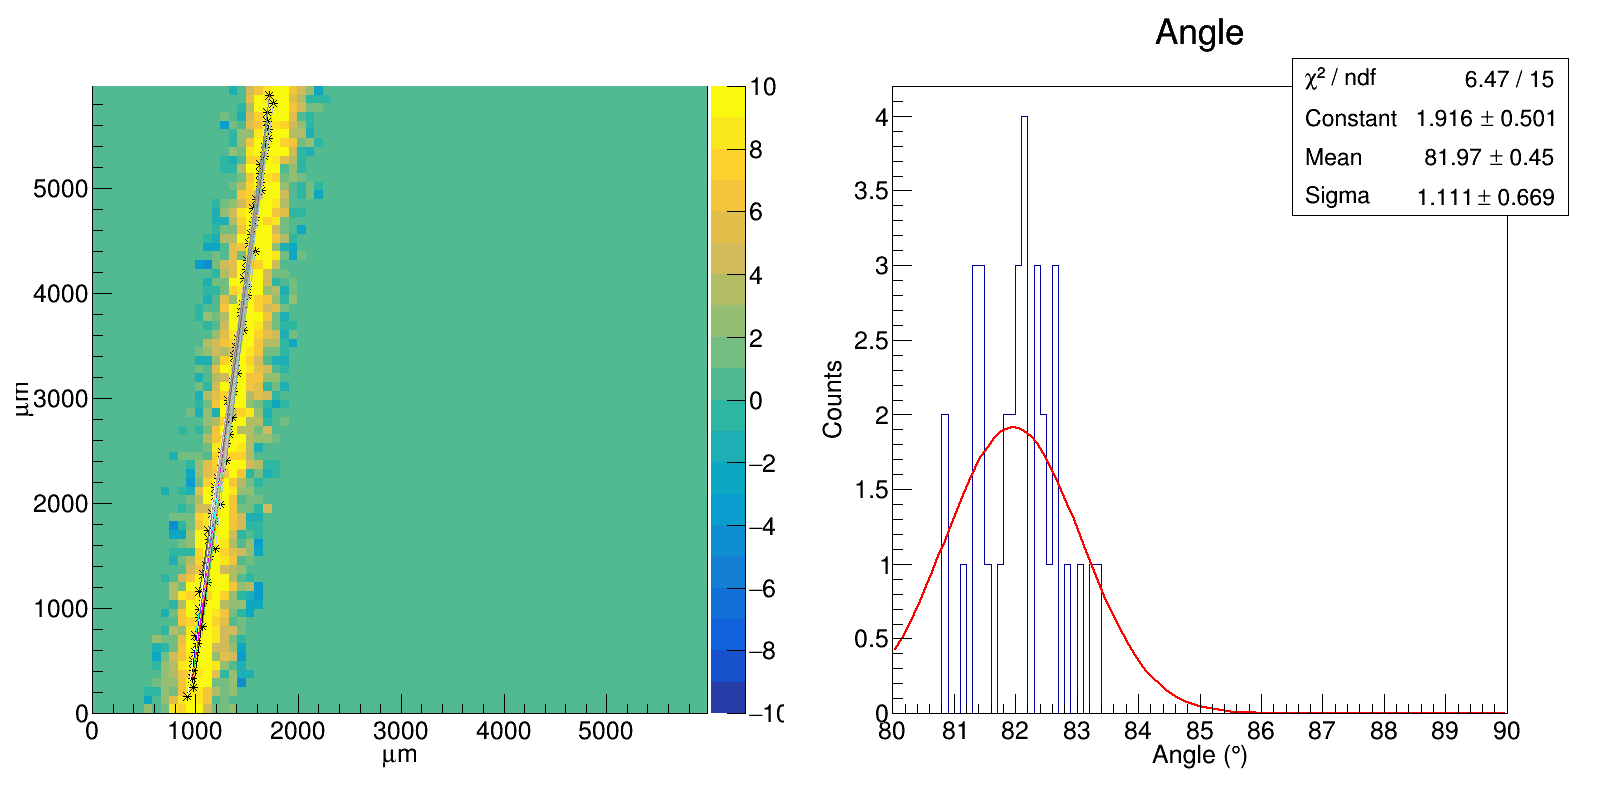 Angle
χ² / ndf 6.47 / 15
Constant 1.916 ± 0.501
Mean 81.97 ± 0.45
Sigma 1.111 ± 0.669
μm
5000
4000
3000
2000
1000
0
0 1000 2000 3000 4000 5000
μm
10
8
6
4
2
0
−2
−4
−6
−8
−10
Counts
4
3.5
3
2.5
2
1.5
1
0.5
0
80 81 82 83 84 85 86 87 88 89 90
Angle (°)